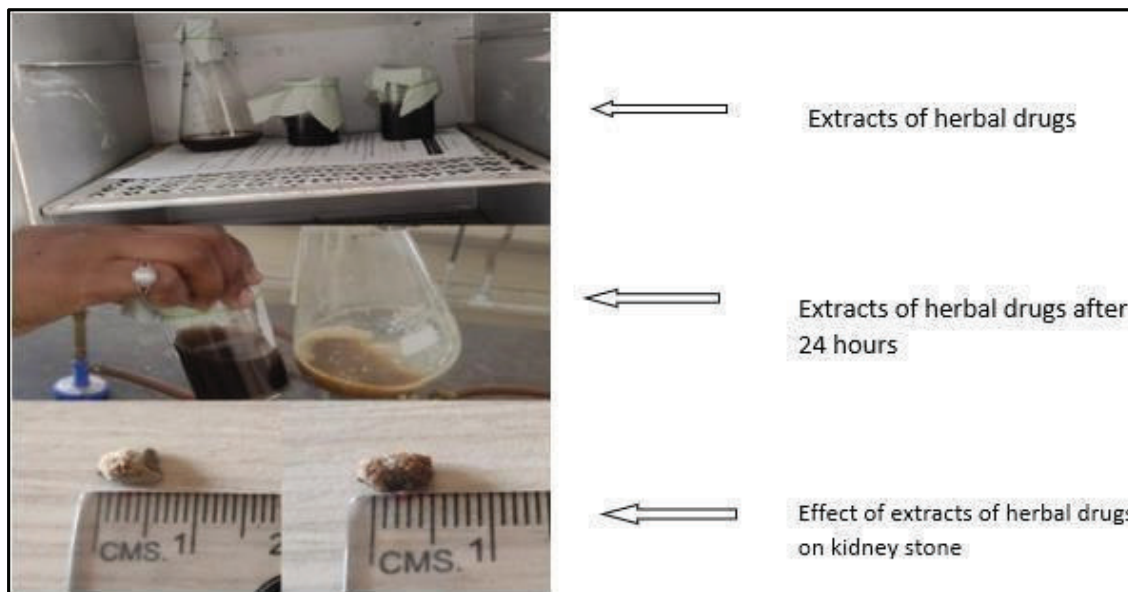 Extracts of herbal drugs
Extracts of herbal drugs after
24 hours
CMS. 1 2
CMS. 1
Effect of extracts of herbal drugs
on kidney stone